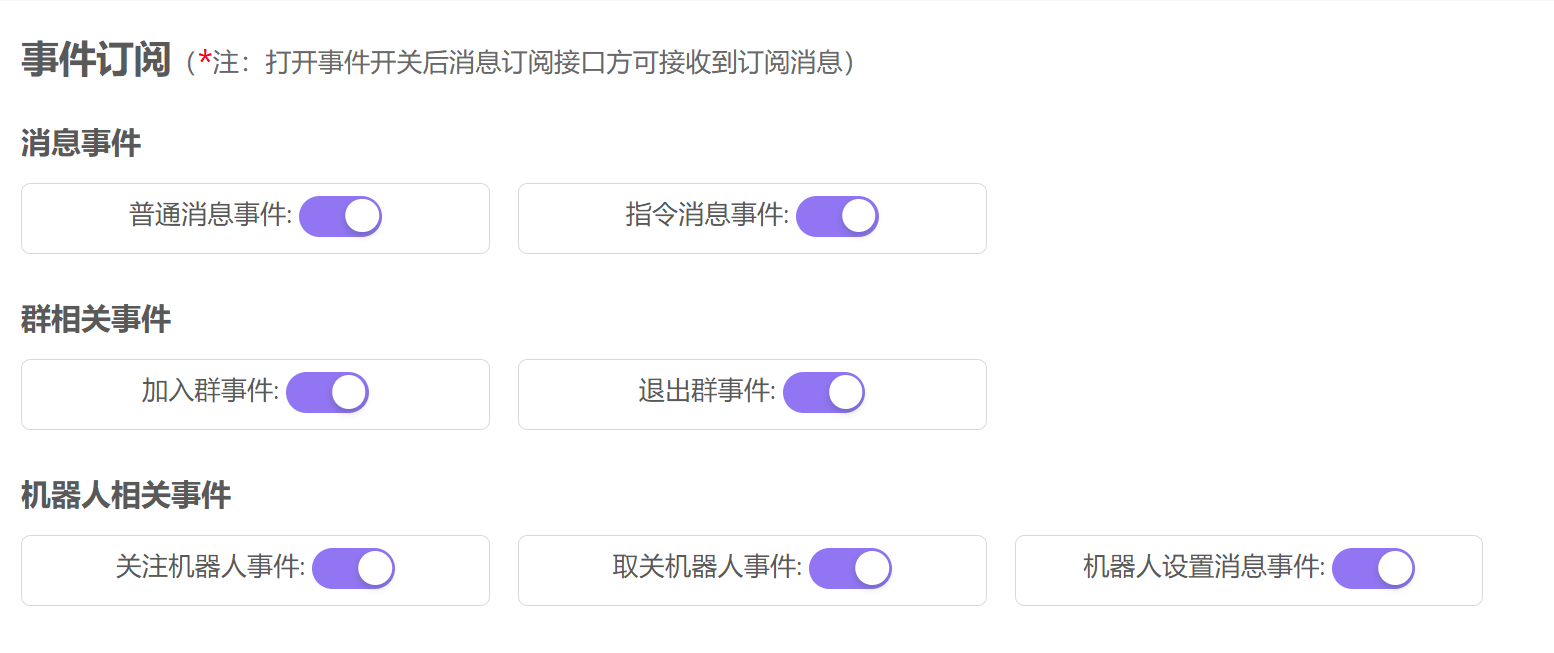 事件订阅（*注：打开事件开关后消息订阅接口方可接收到订阅消息）
消息事件
普通消息事件: 指令消息事件:
群相关事件
加入群事件: 退出群事件:
机器人相关事件
关注机器人事件: 取关机器人事件: 机器人设置消息事件: